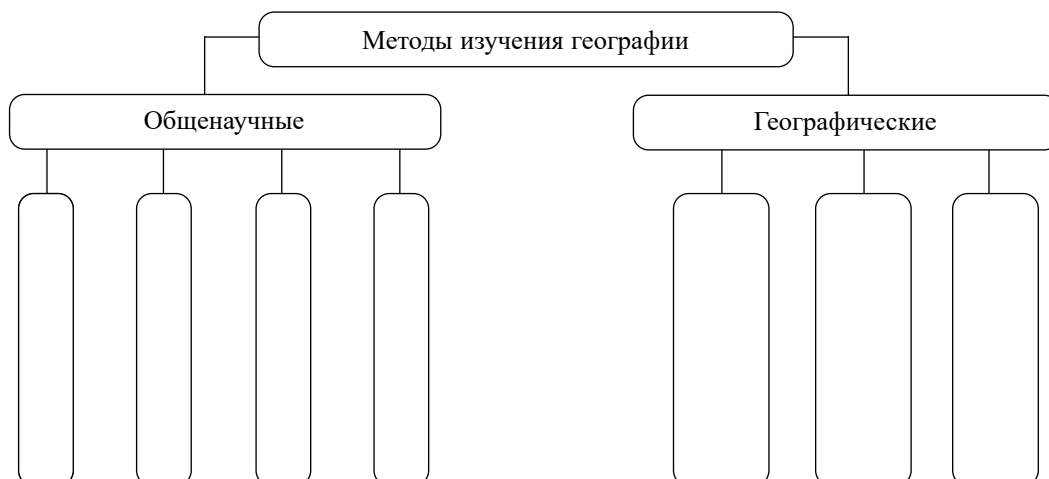 Методы изучения географии
Общенаучные
Географические